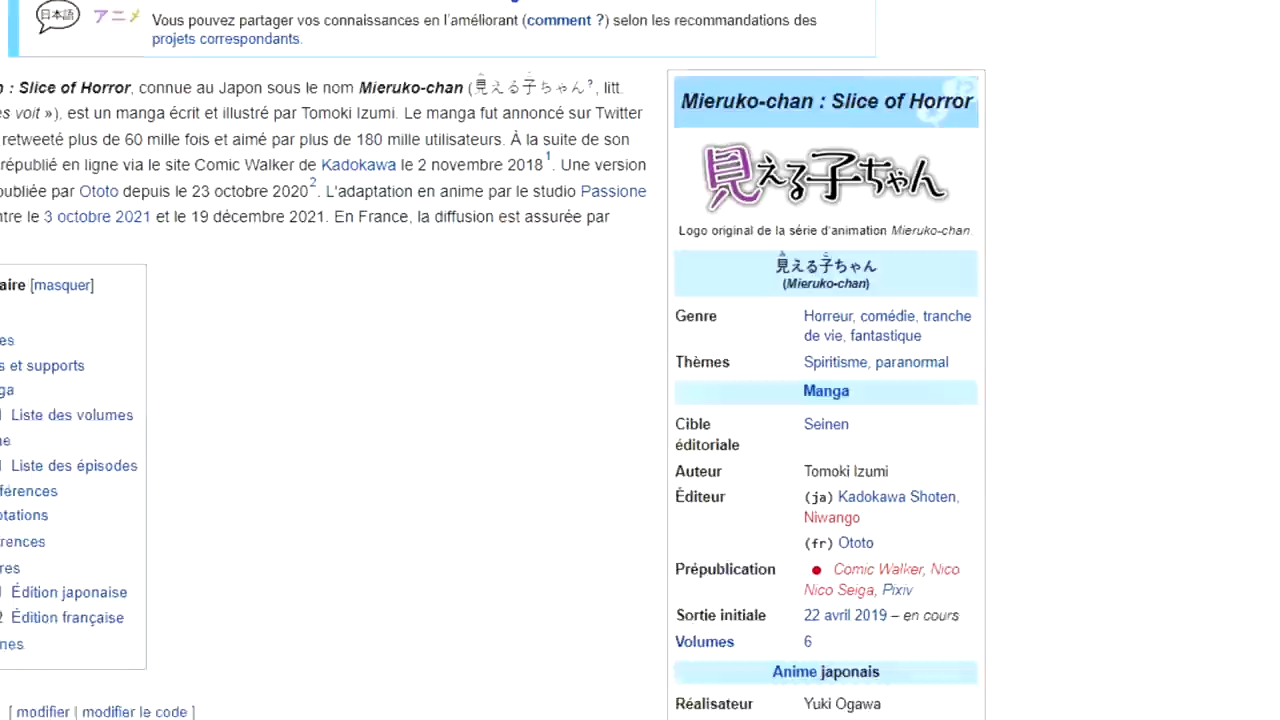 日本語 アニメ
Vous pouvez partager vos connaissances en l'améliorant (comment ?) selon les recommandations des
projets correspondants.
: Slice of Horror, connue au Japon sous le nom Mieruko-chan (見える子ちゃん?, litt.
voit »), est un manga écrit et illustré par Tomoki Izumi. Le manga fut annoncé sur Twitter
retweeté plus de 60 mille fois et aimé par plus de 180 mille utilisateurs. À la suite de son
républié en ligne via le site Comic Walker de Kadokawa le 2 novembre 2018 1. Une version
publiée par Ototo depuis le 23 octobre 2020 2. L'adaptation en anime par le studio Passione
le 3 octobre 2021 et le 19 décembre 2021. En France, la diffusion est assurée par
aire [masquer]
es
s et supports
ga
Liste des volumes
ne
Liste des épisodes
férences
otations
rences
res
Édition japonaise
2 Édition française
nes
[ modifier | modifier le code ]
Mieruko-chan : Slice of Horror
見える子ちゃん
Logo original de la série d'animation Mieruko-chan.
見える子ちゃん
(Mieruko-chan)
Genre Horreur, comédie, tranche
de vie, fantastique
Thèmes Spiritisme, paranormal
Manga
Cible Seinen
éditoriale
Auteur Tomoki Izumi
Éditeur (ja) Kadokawa Shoten,
Niwango
(fr) Ototo
Prépublication Comic Walker, Nico
Nico Seiga, Pixiv
Sortie initiale 22 avril 2019 – en cours
Volumes 6
Anime japonais
Réalisateur Yuki Ogawa